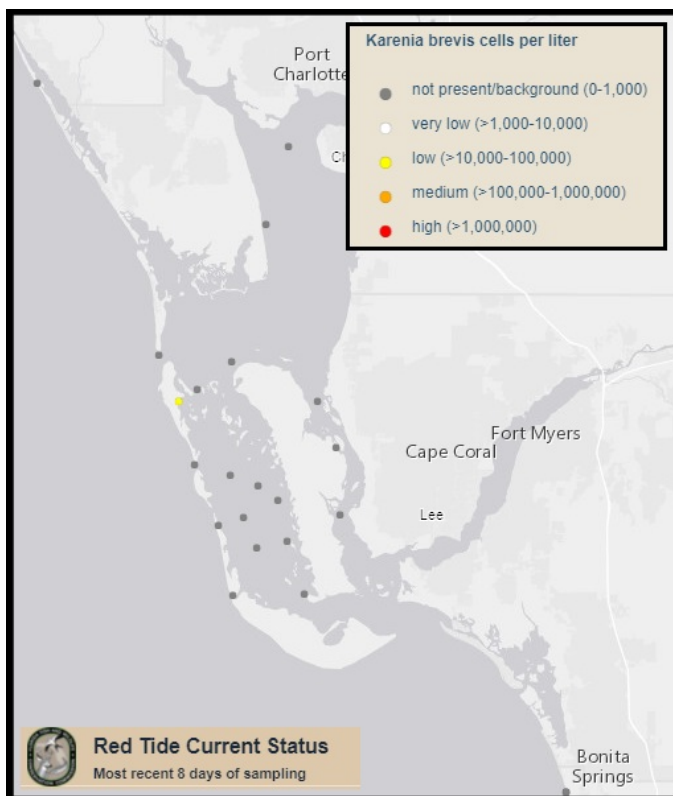 Port
Charlotte
Karenia brevis cells per liter
not present/background (0-1,000)
very low (>1,000-10,000)
low (>10,000-100,000)
medium (>100,000-1,000,000)
high (>1,000,000)
Ch
Fort Myers
Cape Coral
Lee
Red Tide Current Status
Most recent 8 days of sampling
Bonita
Springs